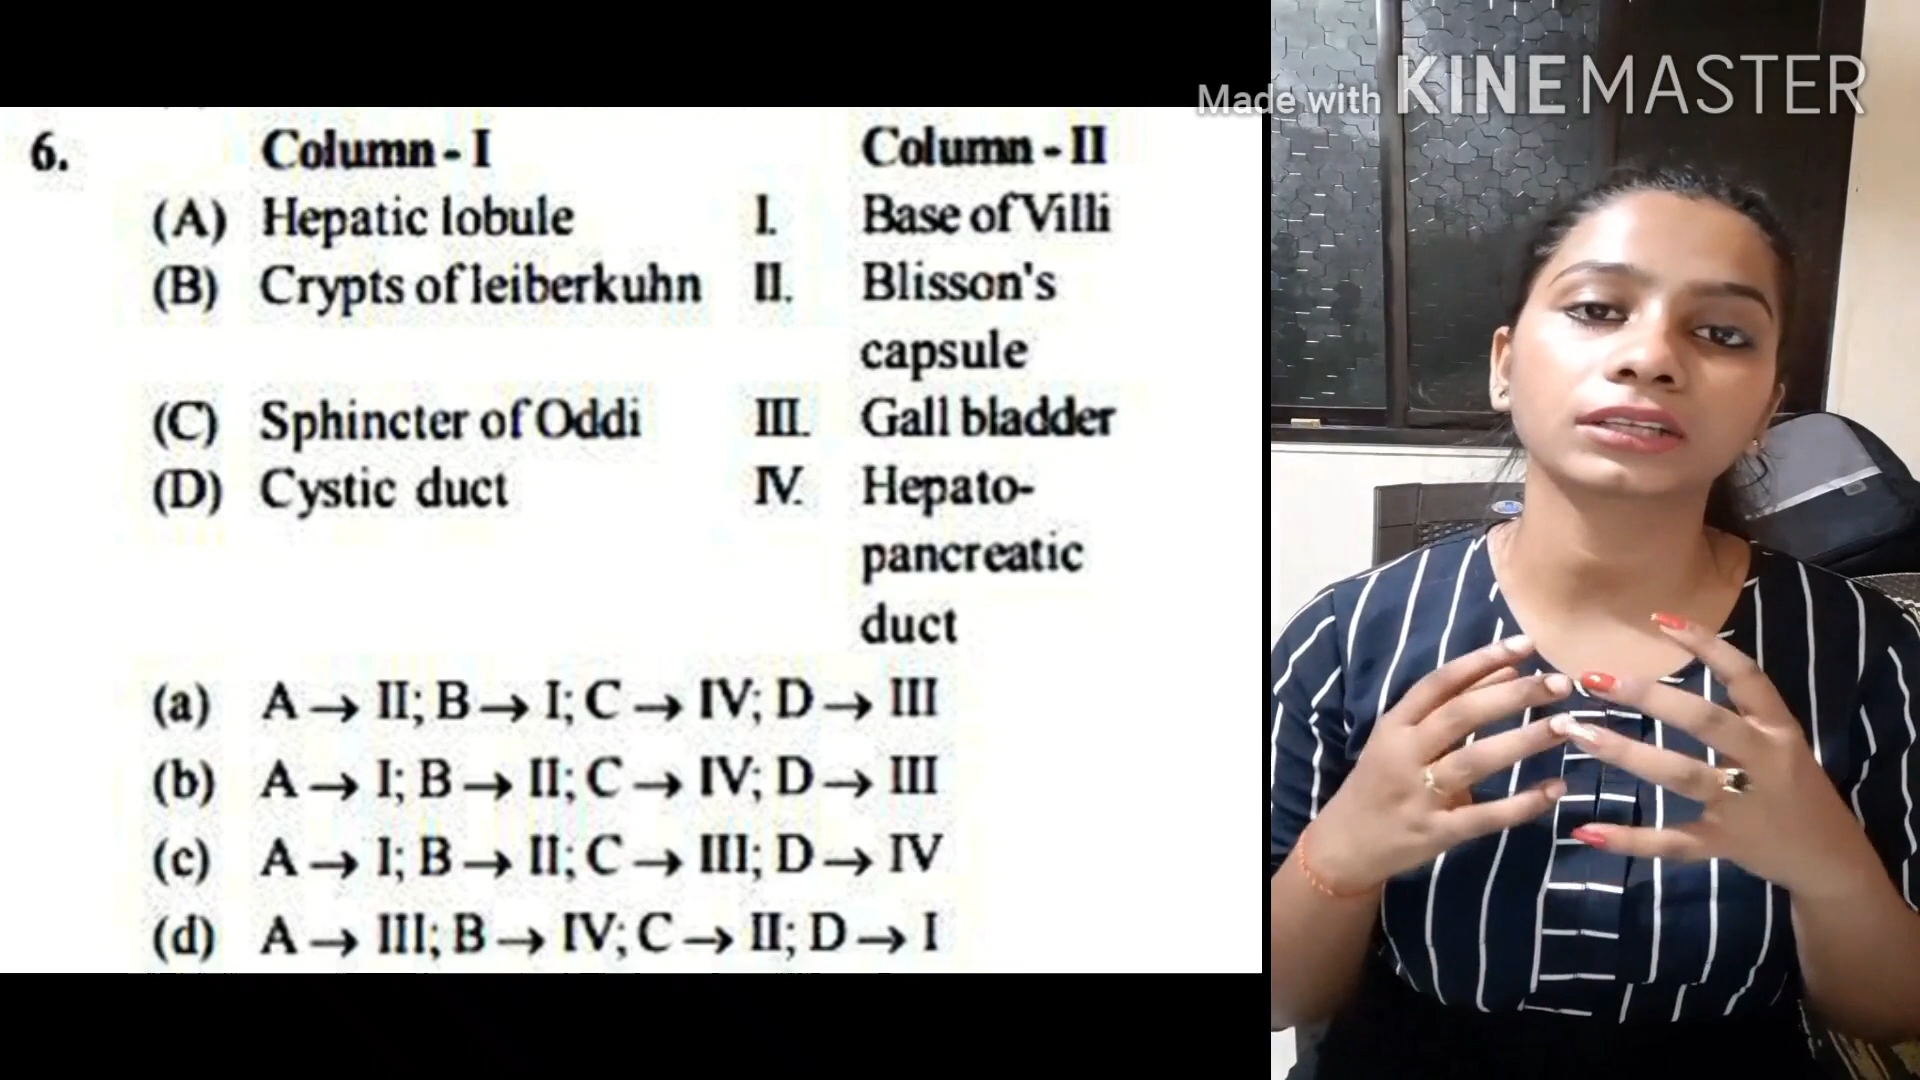 Made with KINEMASTER
6. Column - I Column - II
(A) Hepatic lobule I. Base of Villi
(B) Crypts of leiberkuhn II. Blisson's
capsule
(C) Sphincter of Oddi III. Gall bladder
(D) Cystic duct IV. Hepato-
pancreatic
duct
(a) A → II; B → I; C → IV; D → III
(b) A → I; B → II; C → IV; D → III
(c) A → I; B → II; C → III; D → IV
(d) A → III; B → IV; C → II; D → I